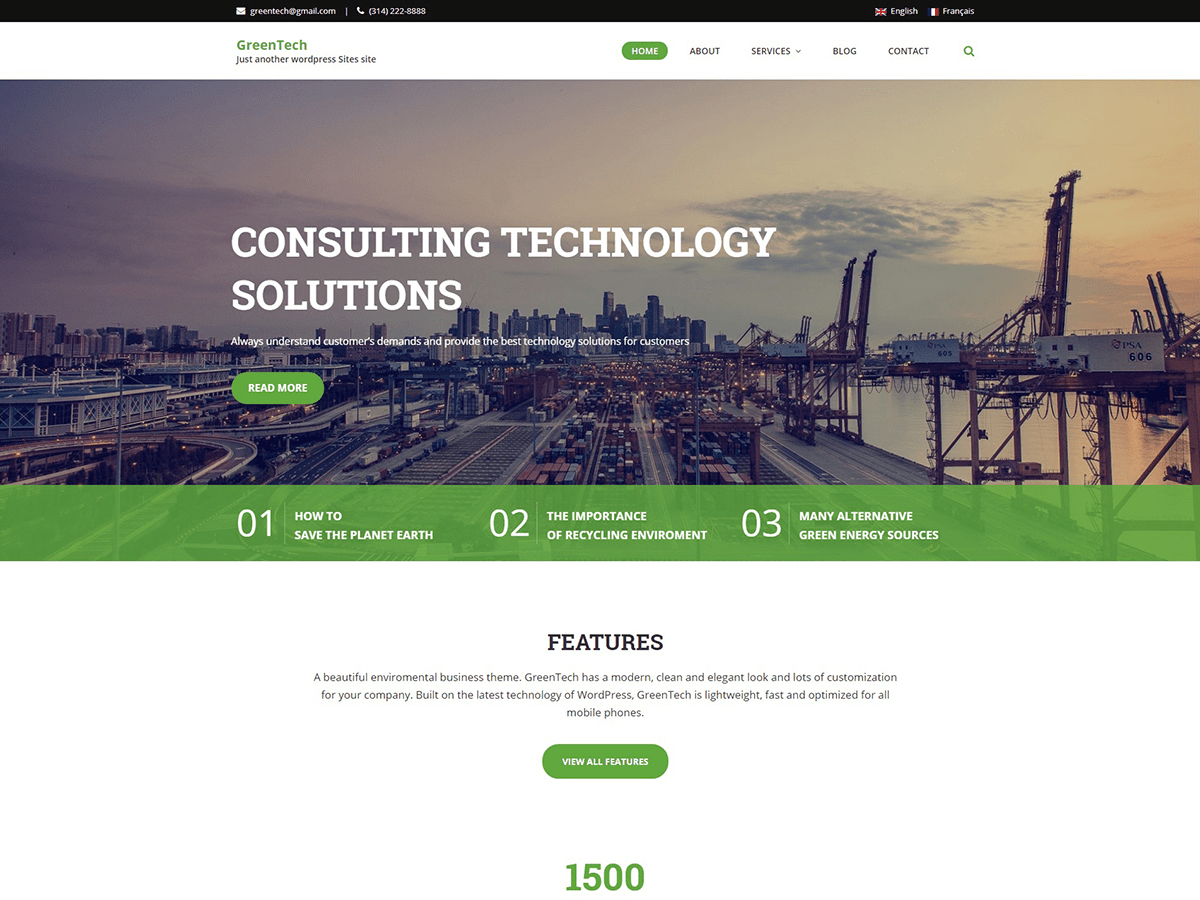 greentech@gmail.com | (314) 222-8888 English Français
GreenTech
Just another wordpress Sites site
HOME ABOUT SERVICES BLOG CONTACT
CONSULTING TECHNOLOGY
SOLUTIONS
Always understand customer's demands and provide the best technology solutions for customers
READ MORE
PSA
605
PSA
606
01 HOW TO
SAVE THE PLANET EARTH
02 THE IMPORTANCE
OF RECYCLING ENVIROMENT
03 MANY ALTERNATIVE
GREEN ENERGY SOURCES
FEATURES
A beautiful enviromental business theme. GreenTech has a modern, clean and elegant look and lots of customization
for your company. Built on the latest technology of WordPress, GreenTech is lightweight, fast and optimized for all
mobile phones.
VIEW ALL FEATURES
1500